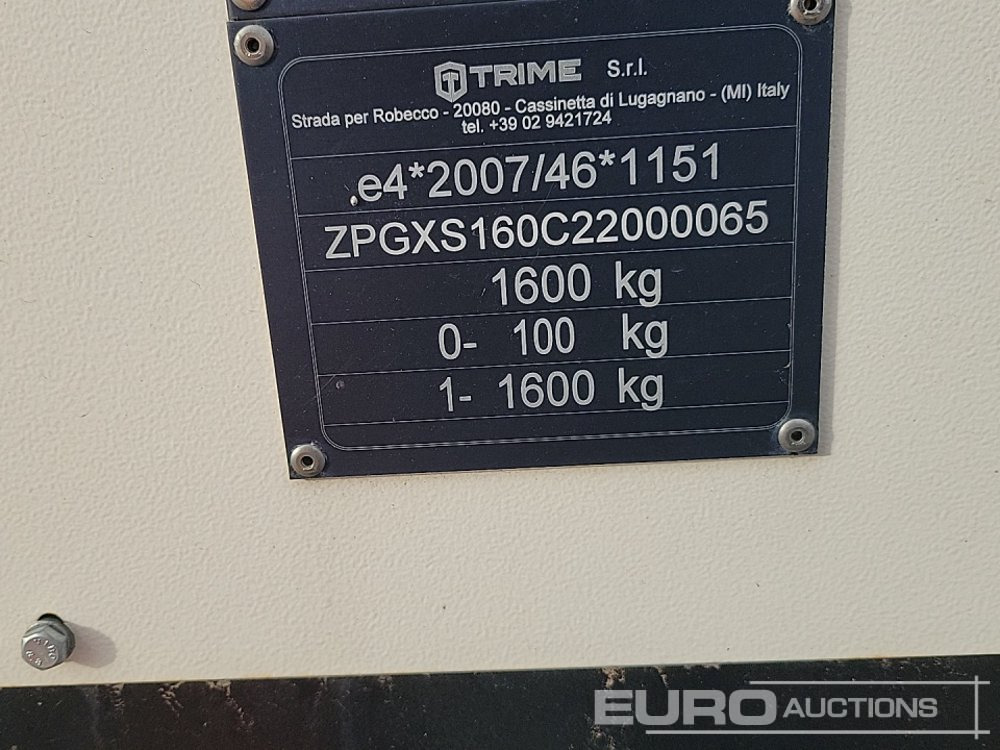 TRIME S.r.l.
Strada per Robecco - 20080 - Cassinetta di Lugagnano - (MI) Italy
tel. +39 02 9421724
e4*2007/46*1151
ZPGXS160C22000065
1600 kg
0- 100 kg
1- 1600 kg
EURO AUCTIONS